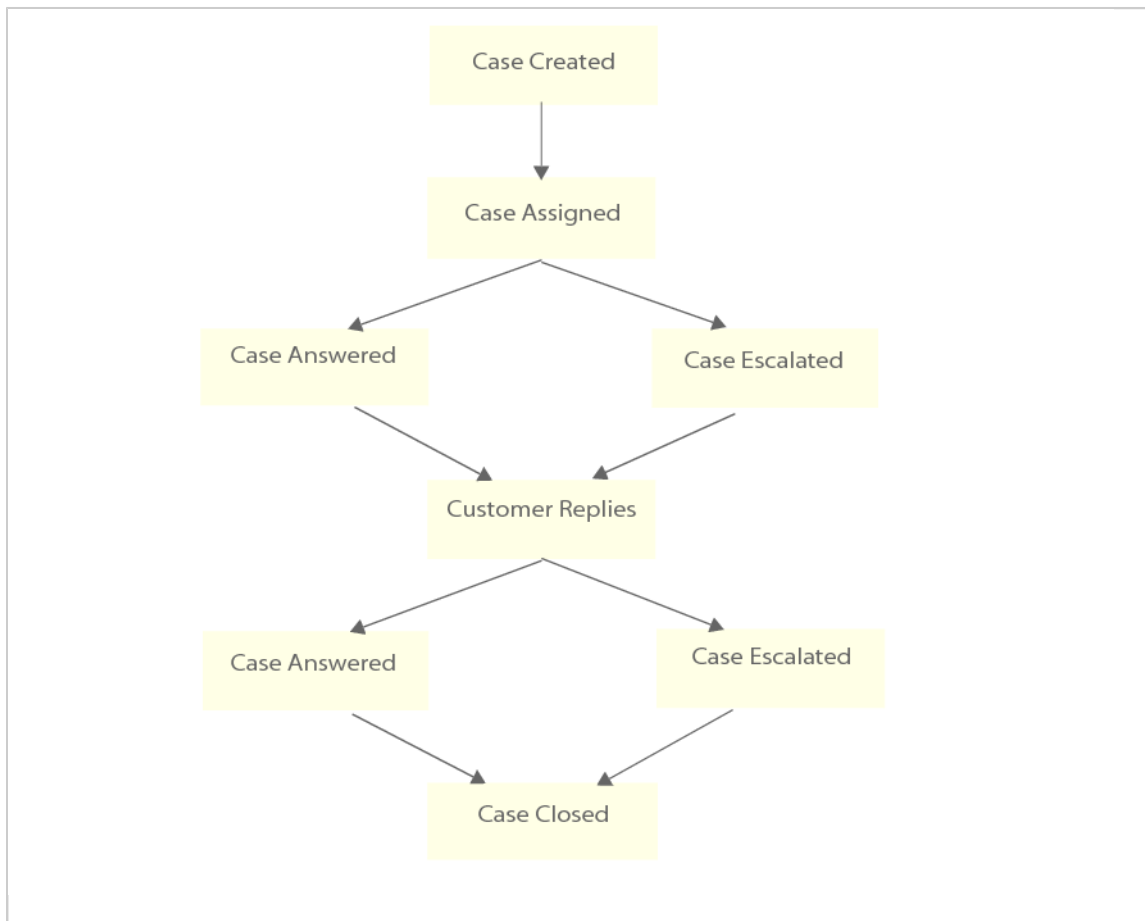 Case Created
Case Assigned
Case Answered
Case Escalated
Customer Replies
Case Answered
Case Escalated
Case Closed